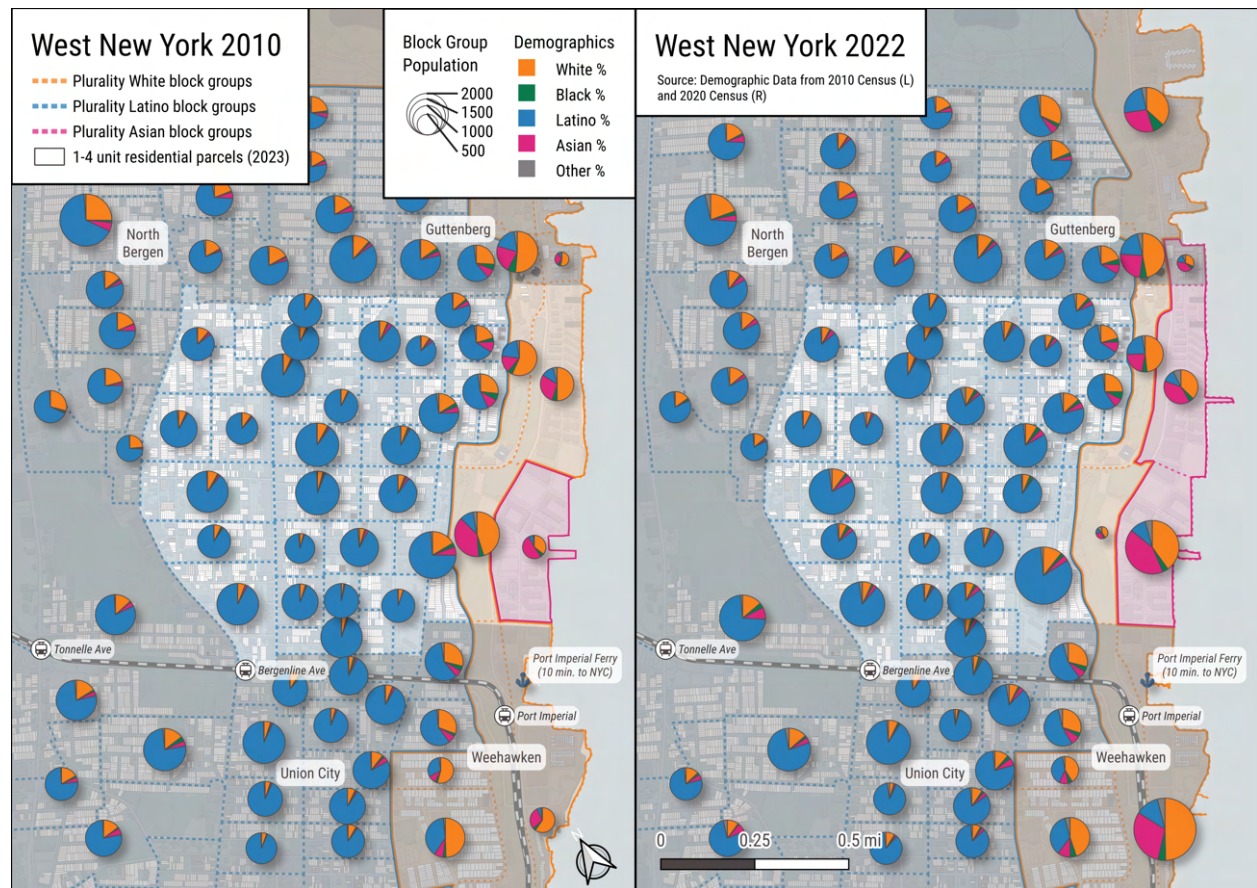 West New York 2010
Plurality White block groups
Plurality Latino block groups
Plurality Asian block groups
1-4 unit residential parcels (2023)
Block Group
Population
2000
1500
1000
500
Demographics
White %
Black %
Latino %
Asian %
Other %
West New York 2022
Source: Demographic Data from 2010 Census (L)
and 2020 Census (R)
North
Bergen
Guttenberg
Tonnelle Ave
Bergenline Ave
Port Imperial Ferry
(10 min. to NYC)
Port Imperial
Union City
Weehawken
N
North
Bergen
Guttenberg
Tonnelle Ave
Bergenline Ave
Port Imperial Ferry
(10 min. to NYC)
Port Imperial
Union City
Weehawken
0
0.25
0.5 mi